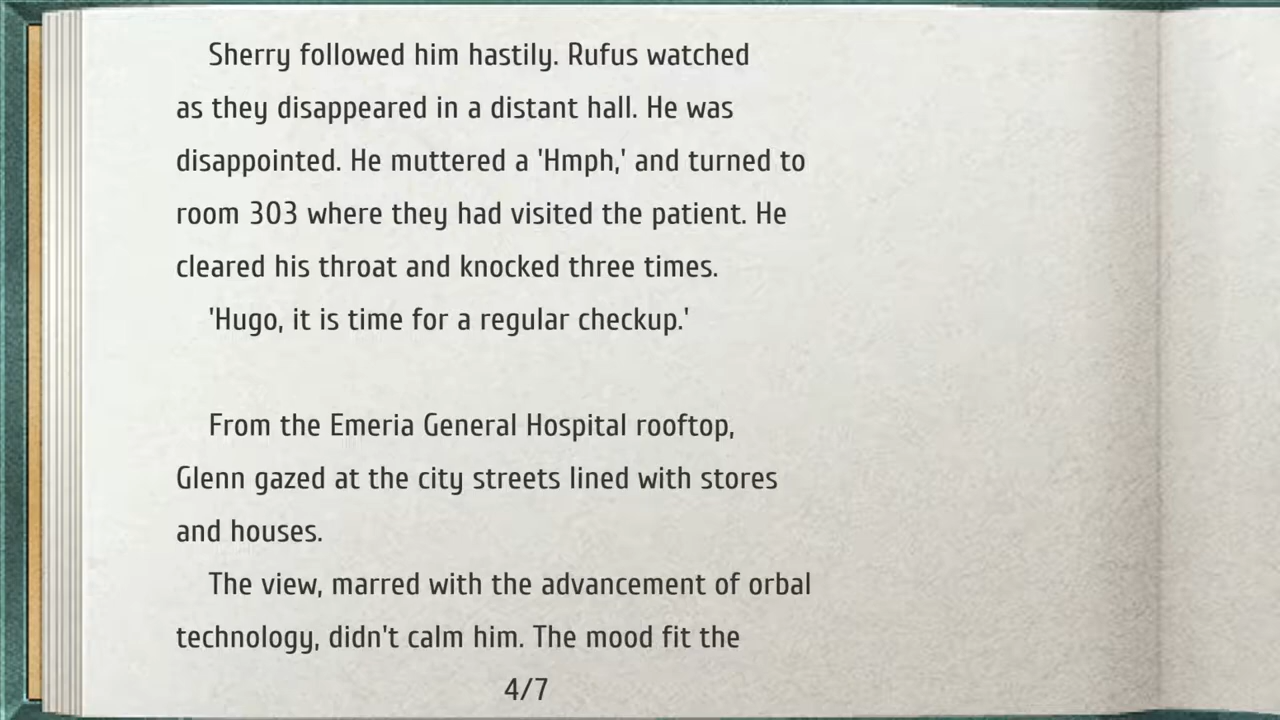 Sherry followed him hastily. Rufus watched
as they disappeared in a distant hall. He was
disappointed. He muttered a 'Hmph,' and turned to
room 303 where they had visited the patient. He
cleared his throat and knocked three times.
'Hugo, it is time for a regular checkup.'
From the Emeria General Hospital rooftop,
Glenn gazed at the city streets lined with stores
and houses.
The view, marred with the advancement of orbal
technology, didn't calm him. The mood fit the
4/7